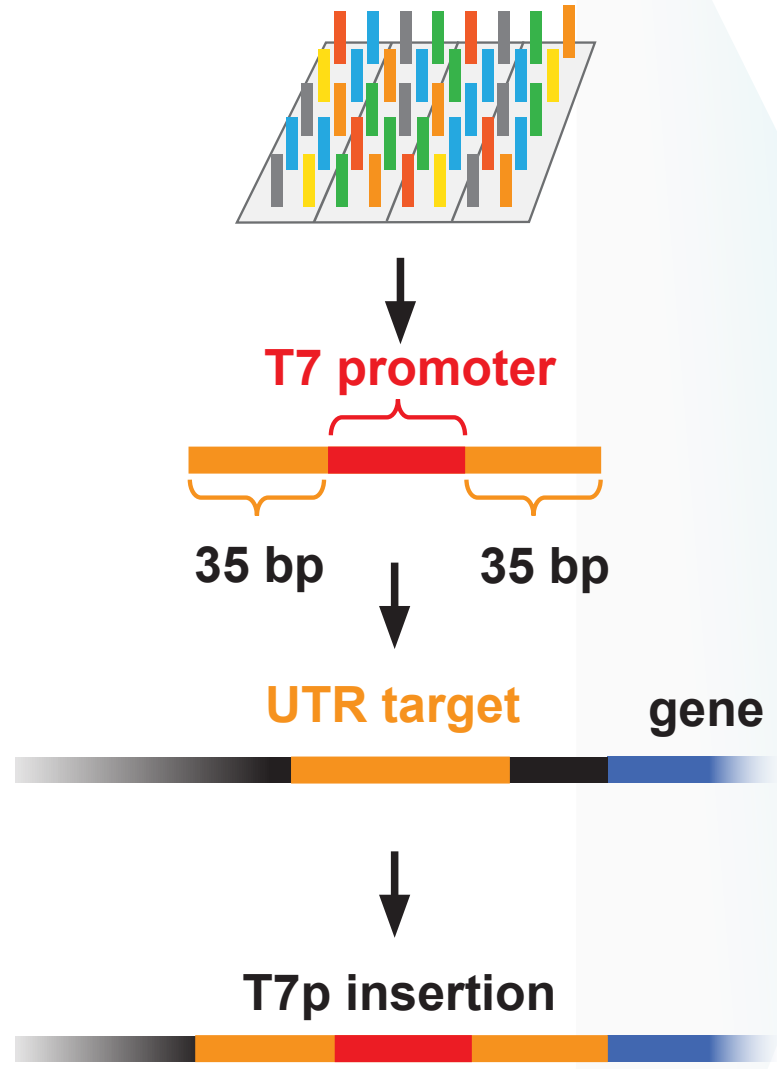 T7 promoter
35 bp
35 bp
UTR target
gene
T7p insertion